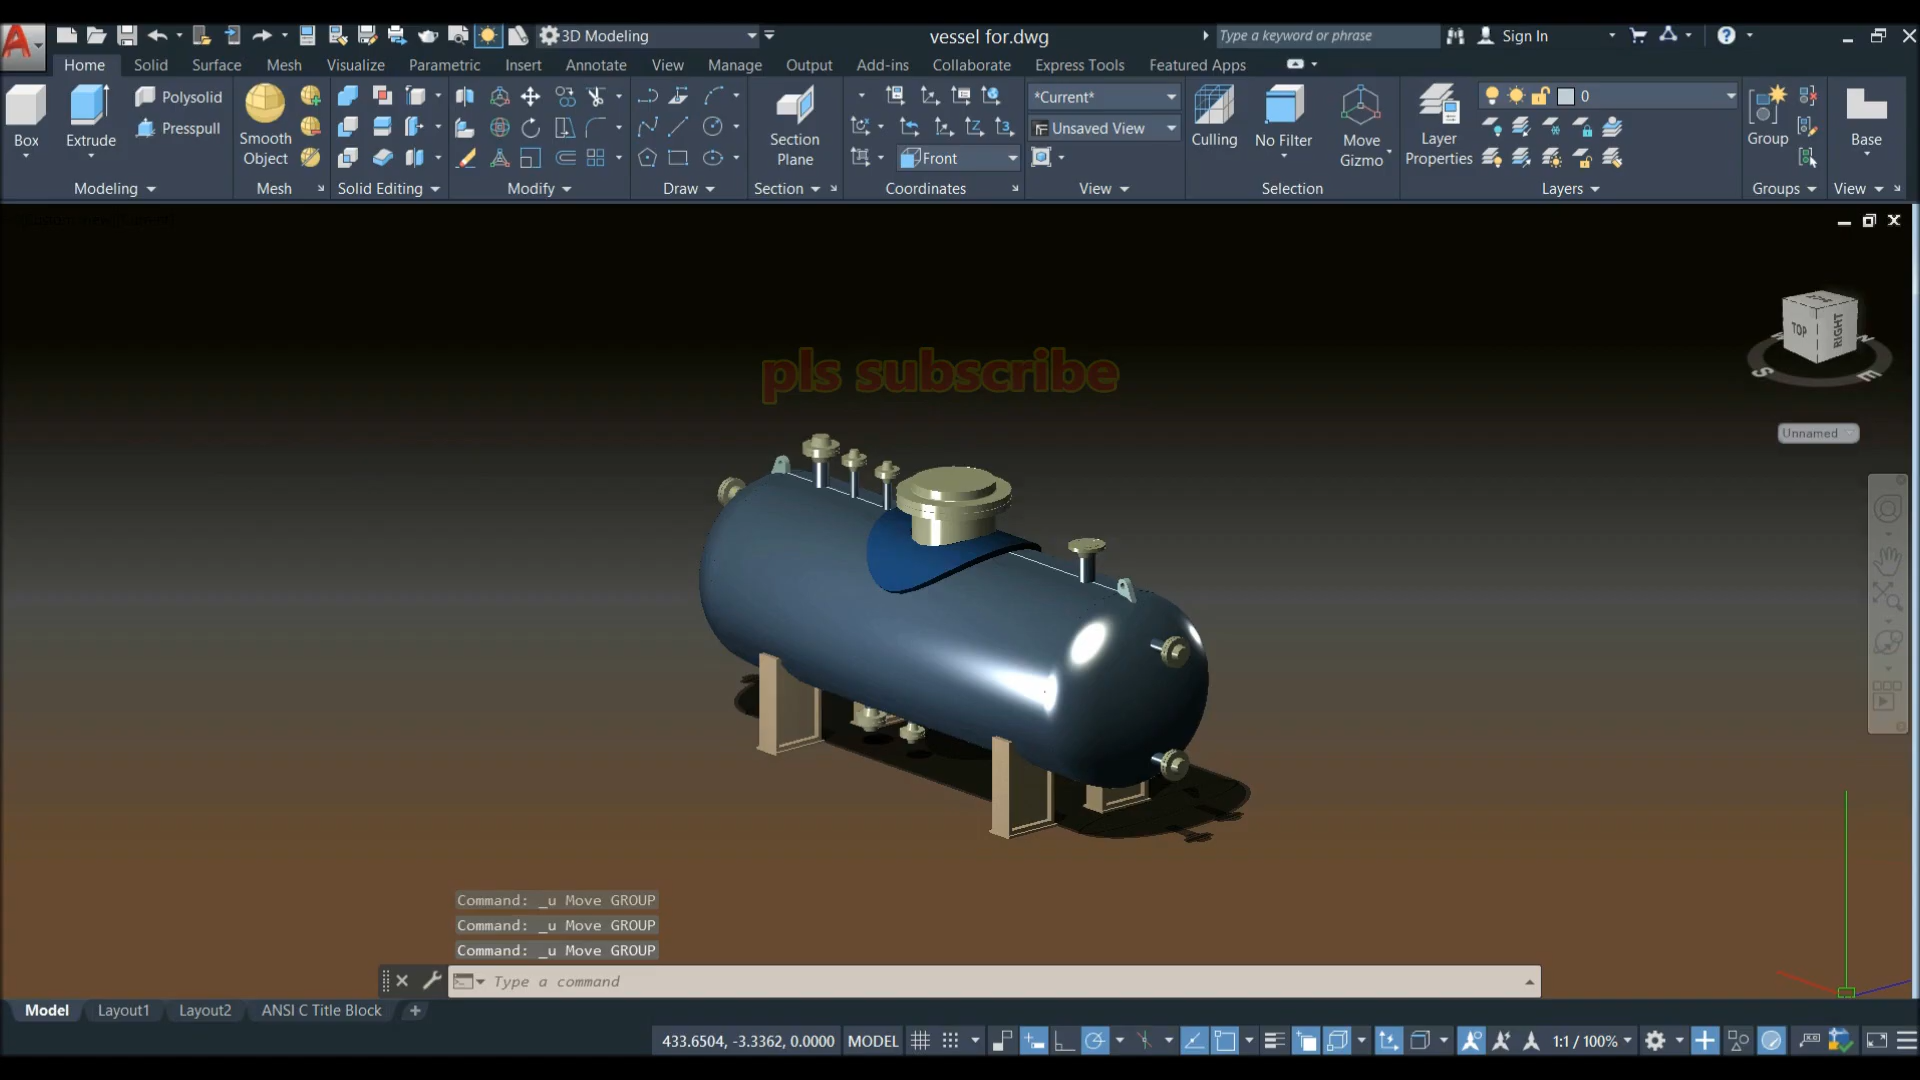 3D Modeling
vessel for.dwg
Type a keyword or phrase
Sign In
Home Solid Surface Mesh Visualize Parametric Insert Annotate View Manage Output Add-ins Collaborate Express Tools Featured Apps
Box
Extrude
Polysolid
Presspull
Smooth
Object
Section
Plane
Front
*Current*
Unsaved View
Culling
No Filter
Move
Gizmo
Layer
Properties
0
Group
Base
Modeling
Mesh
Solid Editing
Modify
Draw
Section
Coordinates
View
Selection
Layers
Groups
View
pls subscribe
TOP
RIGHT
S
E
Unnamed
Command: _u Move GROUP
Command: _u Move GROUP
Command: _u Move GROUP
Type a command
Model Layout1 Layout2 ANSI C Title Block +
433.6504, -3.3362, 0.0000 MODEL
1:1 / 100%